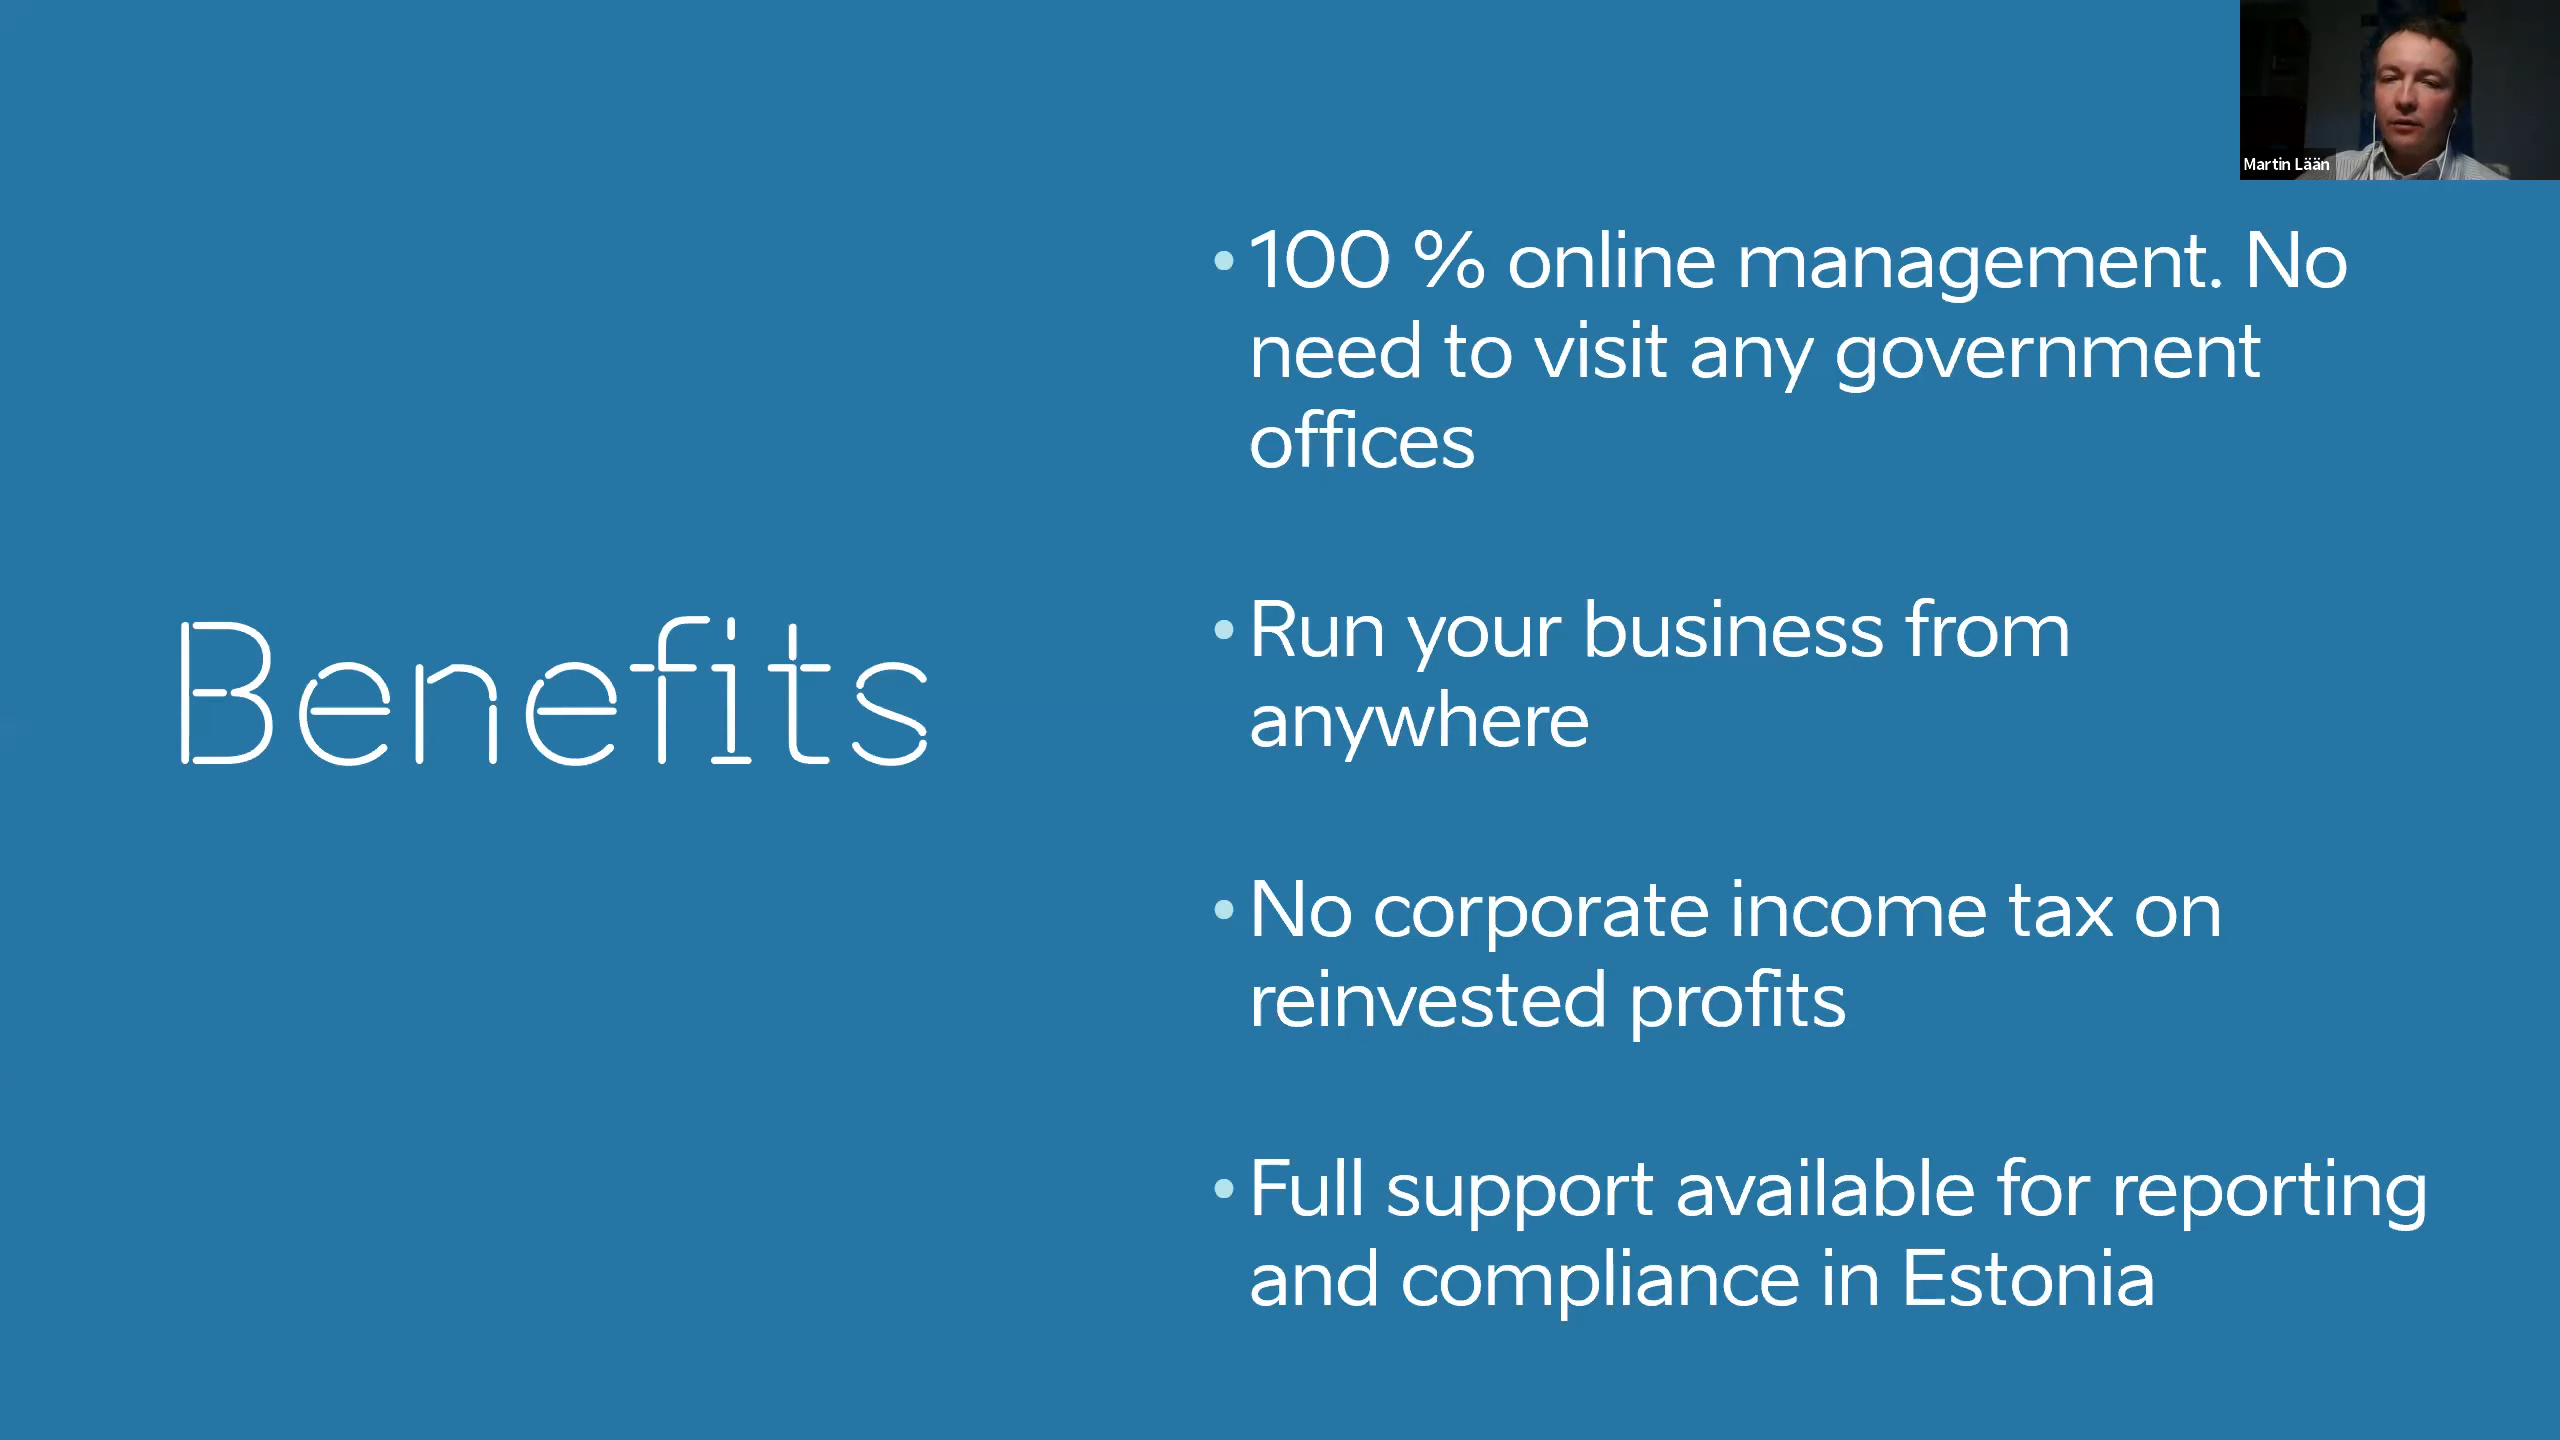 Martin Lään
• 100 % online management. No
need to visit any government
offices
Benefits
• Run your business from
anywhere
• No corporate income tax on
reinvested profits
• Full support available for reporting
and compliance in Estonia